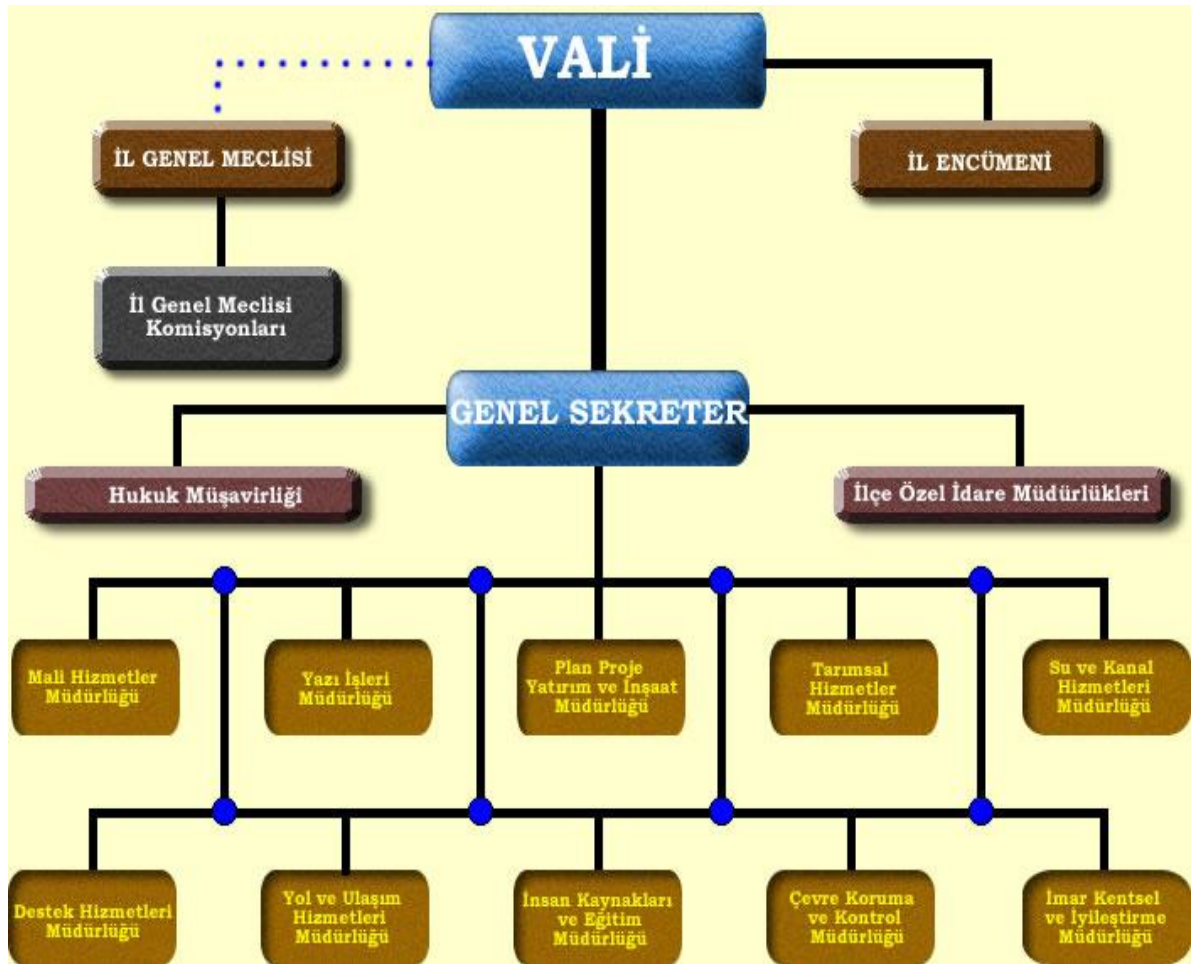 VALİ
İL GENEL MECLİSİ
İL ENCÜMENİ
İl Genel Meclisi
Komisyonları
GENEL SEKRETER
Hukuk Müşavirliği
İlçe Özel İdare Müdürlükleri
Mali Hizmetler
Müdürlüğü
Yazı İşleri
Müdürlüğü
Plan Proje
Yatırım ve İnşaat
Müdürlüğü
Tarımsal
Hizmetler
Müdürlüğü
Su ve Kanal
Hizmetleri
Müdürlüğü
Destek Hizmetleri
Müdürlüğü
Yol ve Ulaşım
Hizmetleri
Müdürlüğü
İnsan Kaynakları
ve Eğitim
Müdürlüğü
Çevre Koruma
ve Kontrol
Müdürlüğü
İmar Kentsel
ve İyileştirme
Müdürlüğü